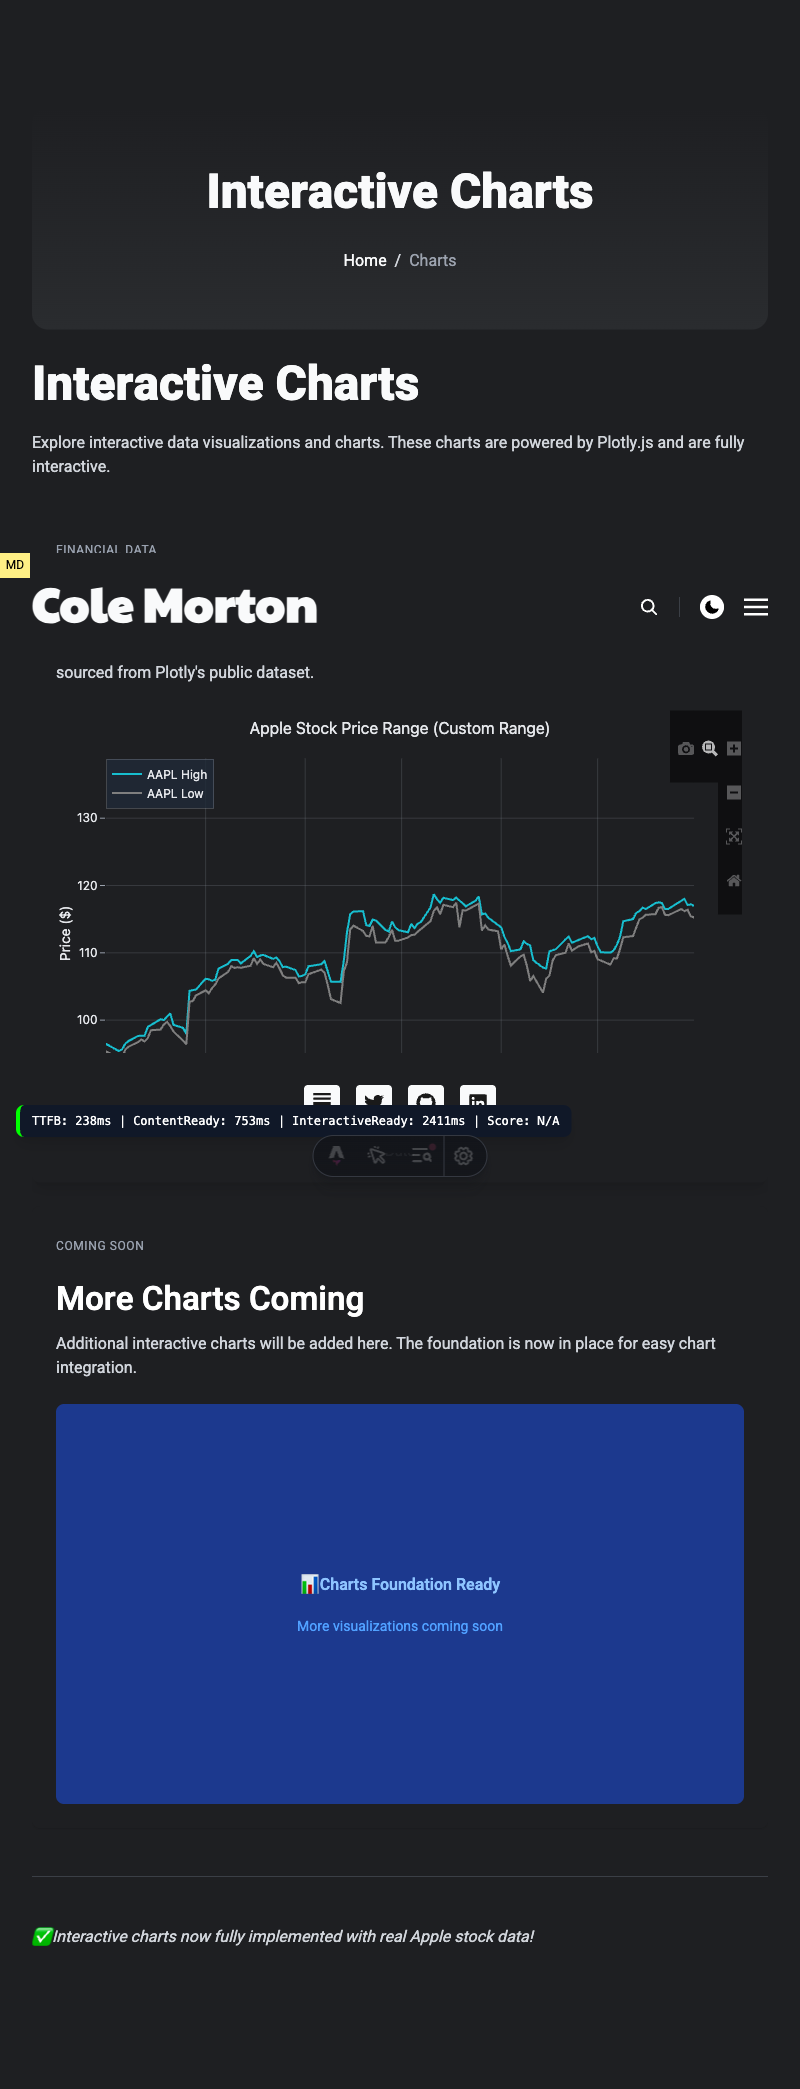 Interactive Charts
Home / Charts
Interactive Charts
Explore interactive data visualizations and charts. These charts are powered by Plotly.js and are fully
interactive.
FINANCIAL DATA
MD
Cole Morton
sourced from Plotly's public dataset.
Apple Stock Price Range (Custom Range)
AAPL High
AAPL Low
130
120
110
100
Price ($)
TTFB: 238ms | ContentReady: 753ms | InteractiveReady: 2411ms | Score: N/A
COMING SOON
More Charts Coming
Additional interactive charts will be added here. The foundation is now in place for easy chart
integration.
📊Charts Foundation Ready
More visualizations coming soon
✅Interactive charts now fully implemented with real Apple stock data!